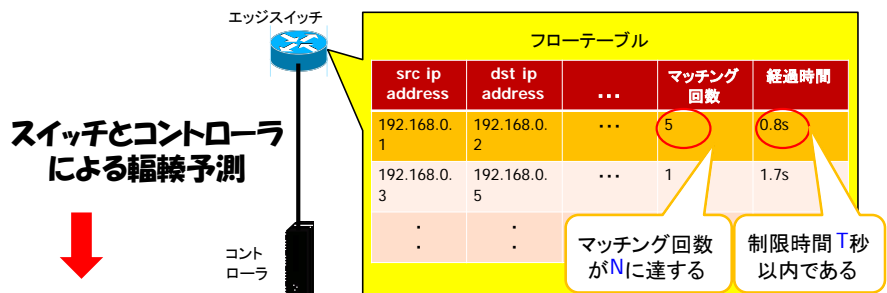 エッジスイッチ
フローテーブル
src ip address
dst ip address
...
マッチング回数
経過時間
192.168.0.1
192.168.0.2
...
5
0.8s
192.168.0.3
192.168.0.5
...
1
1.7s
スイッチとコントローラ
による輻輳予測
コント
ローラ
マッチング回数
がNに達する
制限時間T秒
以内である